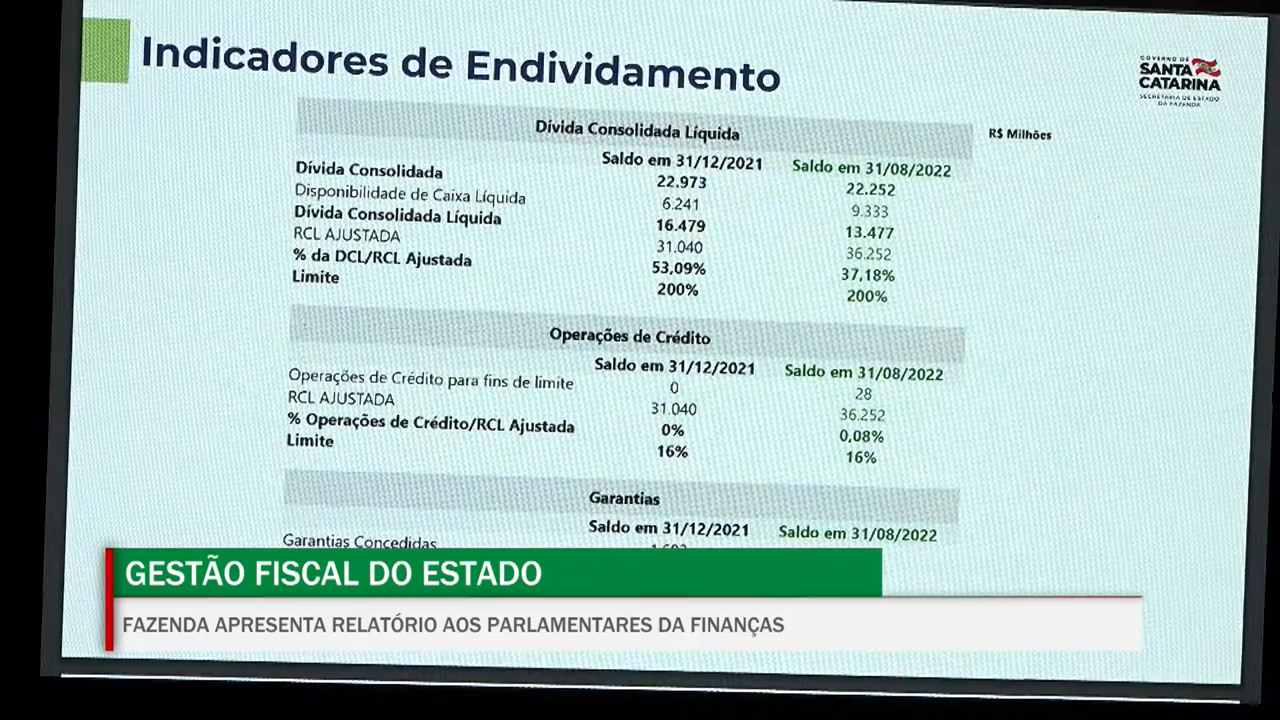 Indicadores de Endividamento
GOVERNO DE
SANTA
CATARINA
SECRETARIA DE ESTADO
DA FAZENDA
Dívida Consolidada Líquida
R$ Milhões
Saldo em 31/12/2021 Saldo em 31/08/2022
Dívida Consolidada 22.973 22.252
Disponibilidade de Caixa Líquida 6.241 9.333
Dívida Consolidada Líquida 16.479 13.477
RCL AJUSTADA 31.040 36.252
% da DCL/RCL Ajustada 53,09% 37,18%
Limite 200% 200%
Operações de Crédito
Saldo em 31/12/2021 Saldo em 31/08/2022
Operações de Crédito para fins de limite 0 28
RCL AJUSTADA 31.040 36.252
% Operações de Crédito/RCL Ajustada 0% 0,08%
Limite 16% 16%
Garantias
Saldo em 31/12/2021 Saldo em 31/08/2022
Garantias Concedidas
GESTÃO FISCAL DO ESTADO
FAZENDA APRESENTA RELATÓRIO AOS PARLAMENTARES DA FINANÇAS